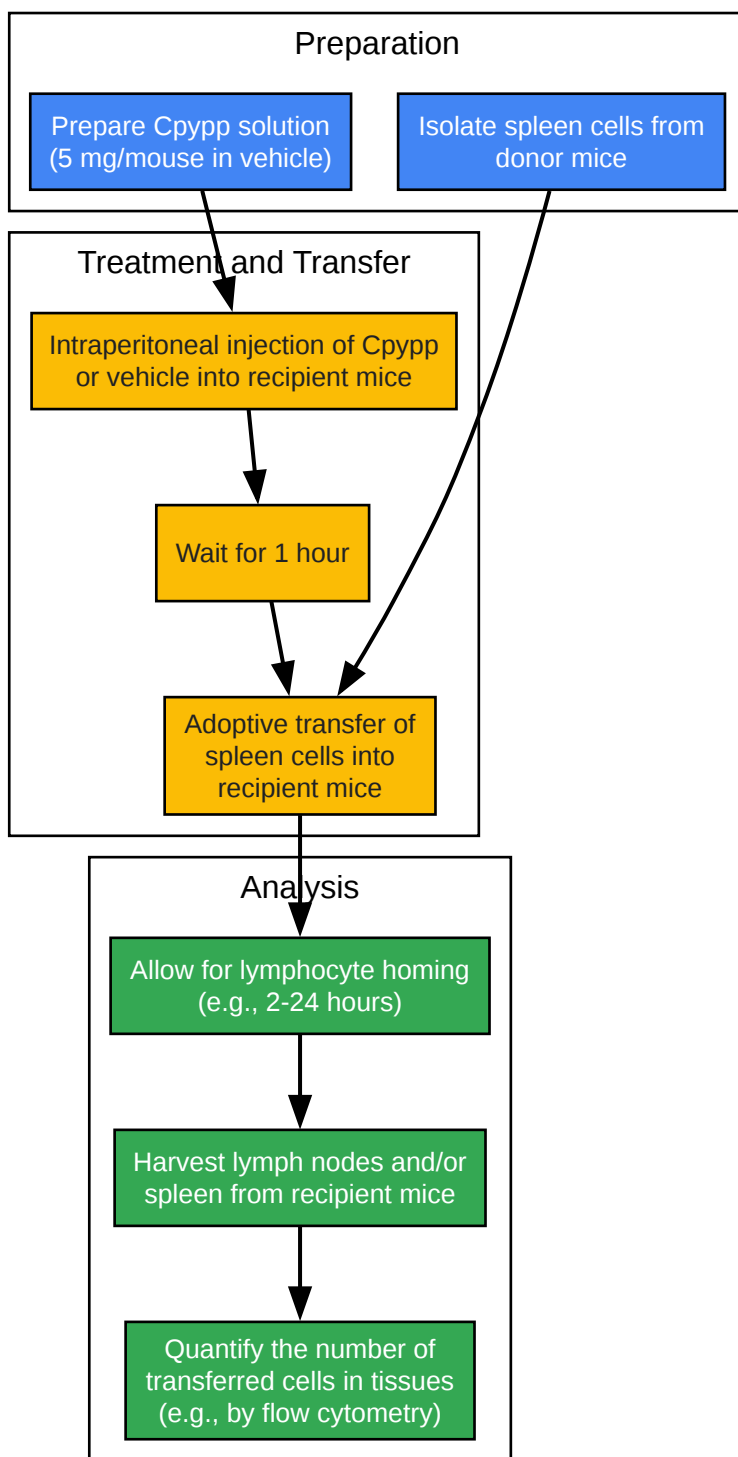 Preparation
Prepare Cpypp solution
(5 mg/mouse in vehicle)
Isolate spleen cells from
donor mice
Treatment and Transfer
Intraperitoneal injection of Cpypp
or vehicle into recipient mice
Wait for 1 hour
Adoptive transfer of
spleen cells into
recipient mice
Analysis
Allow for lymphocyte homing
(e.g., 2-24 hours)
Harvest lymph nodes and/or
spleen from recipient mice
Quantify the number of
transferred cells in tissues
(e.g., by flow cytometry)